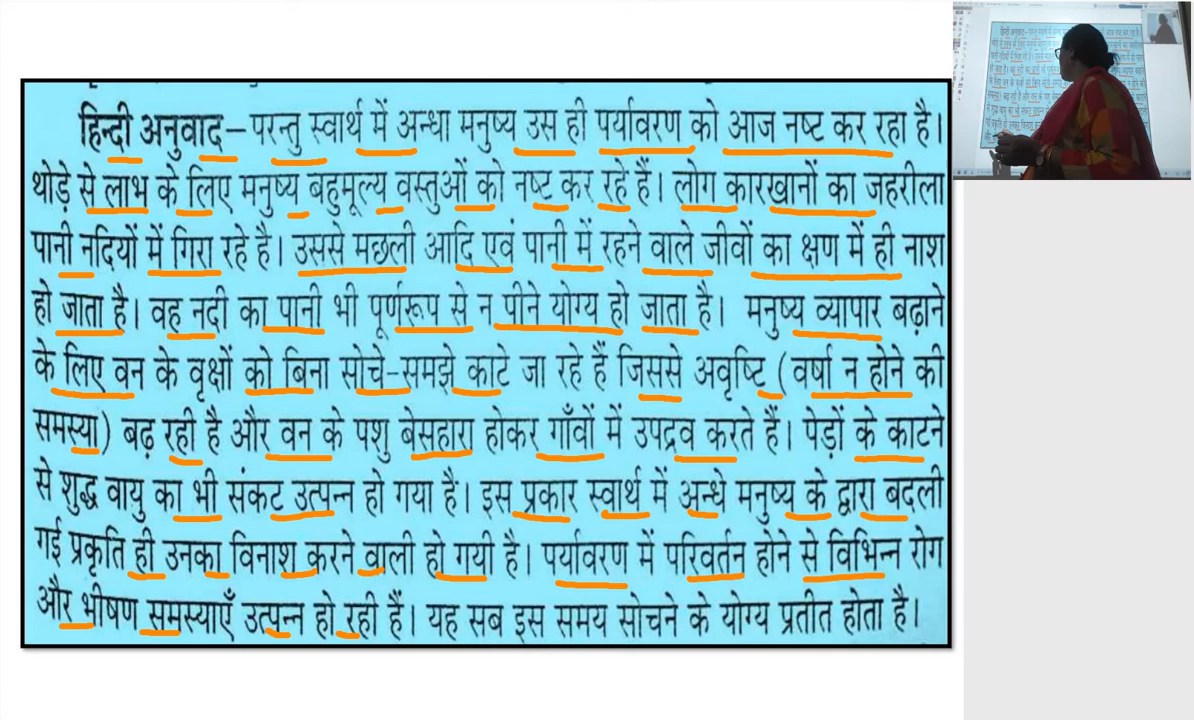 हिन्दी अनुवाद–परन्तु स्वार्थ में अन्धा मनुष्य उस ही पर्यावरण को आज नष्ट कर रहा है।
थोड़े से लाभ के लिए मनुष्य बहुमूल्य वस्तुओं को नष्ट कर रहे हैं। लोग कारखानों का जहरीला
पानी नदियों में गिरा रहे है। उससे मछली आदि एवं पानी में रहने वाले जीवों का क्षण में ही नाश
हो जाता है। वह नदी का पानी भी पूर्णरूप से न पीने योग्य हो जाता है। मनुष्य व्यापार बढ़ाने
के लिए वन के वृक्षों को बिना सोचे-समझे काटे जा रहे हैं जिससे अवृष्टि (वर्षा न होने की
समस्या) बढ़ रही है और वन के पशु बेसहारा होकर गाँवों में उपद्रव करते हैं। पेड़ों के काटने
से शुद्ध वायु का भी संकट उत्पन्न हो गया है। इस प्रकार स्वार्थ में अन्धे मनुष्य के द्वारा बदली
गई प्रकृति ही उनका विनाश करने वाली हो गयी है। पर्यावरण में परिवर्तन होने से विभिन्न रोग
और भीषण समस्याएँ उत्पन्न हो रही हैं। यह सब इस समय सोचने के योग्य प्रतीत होता है।